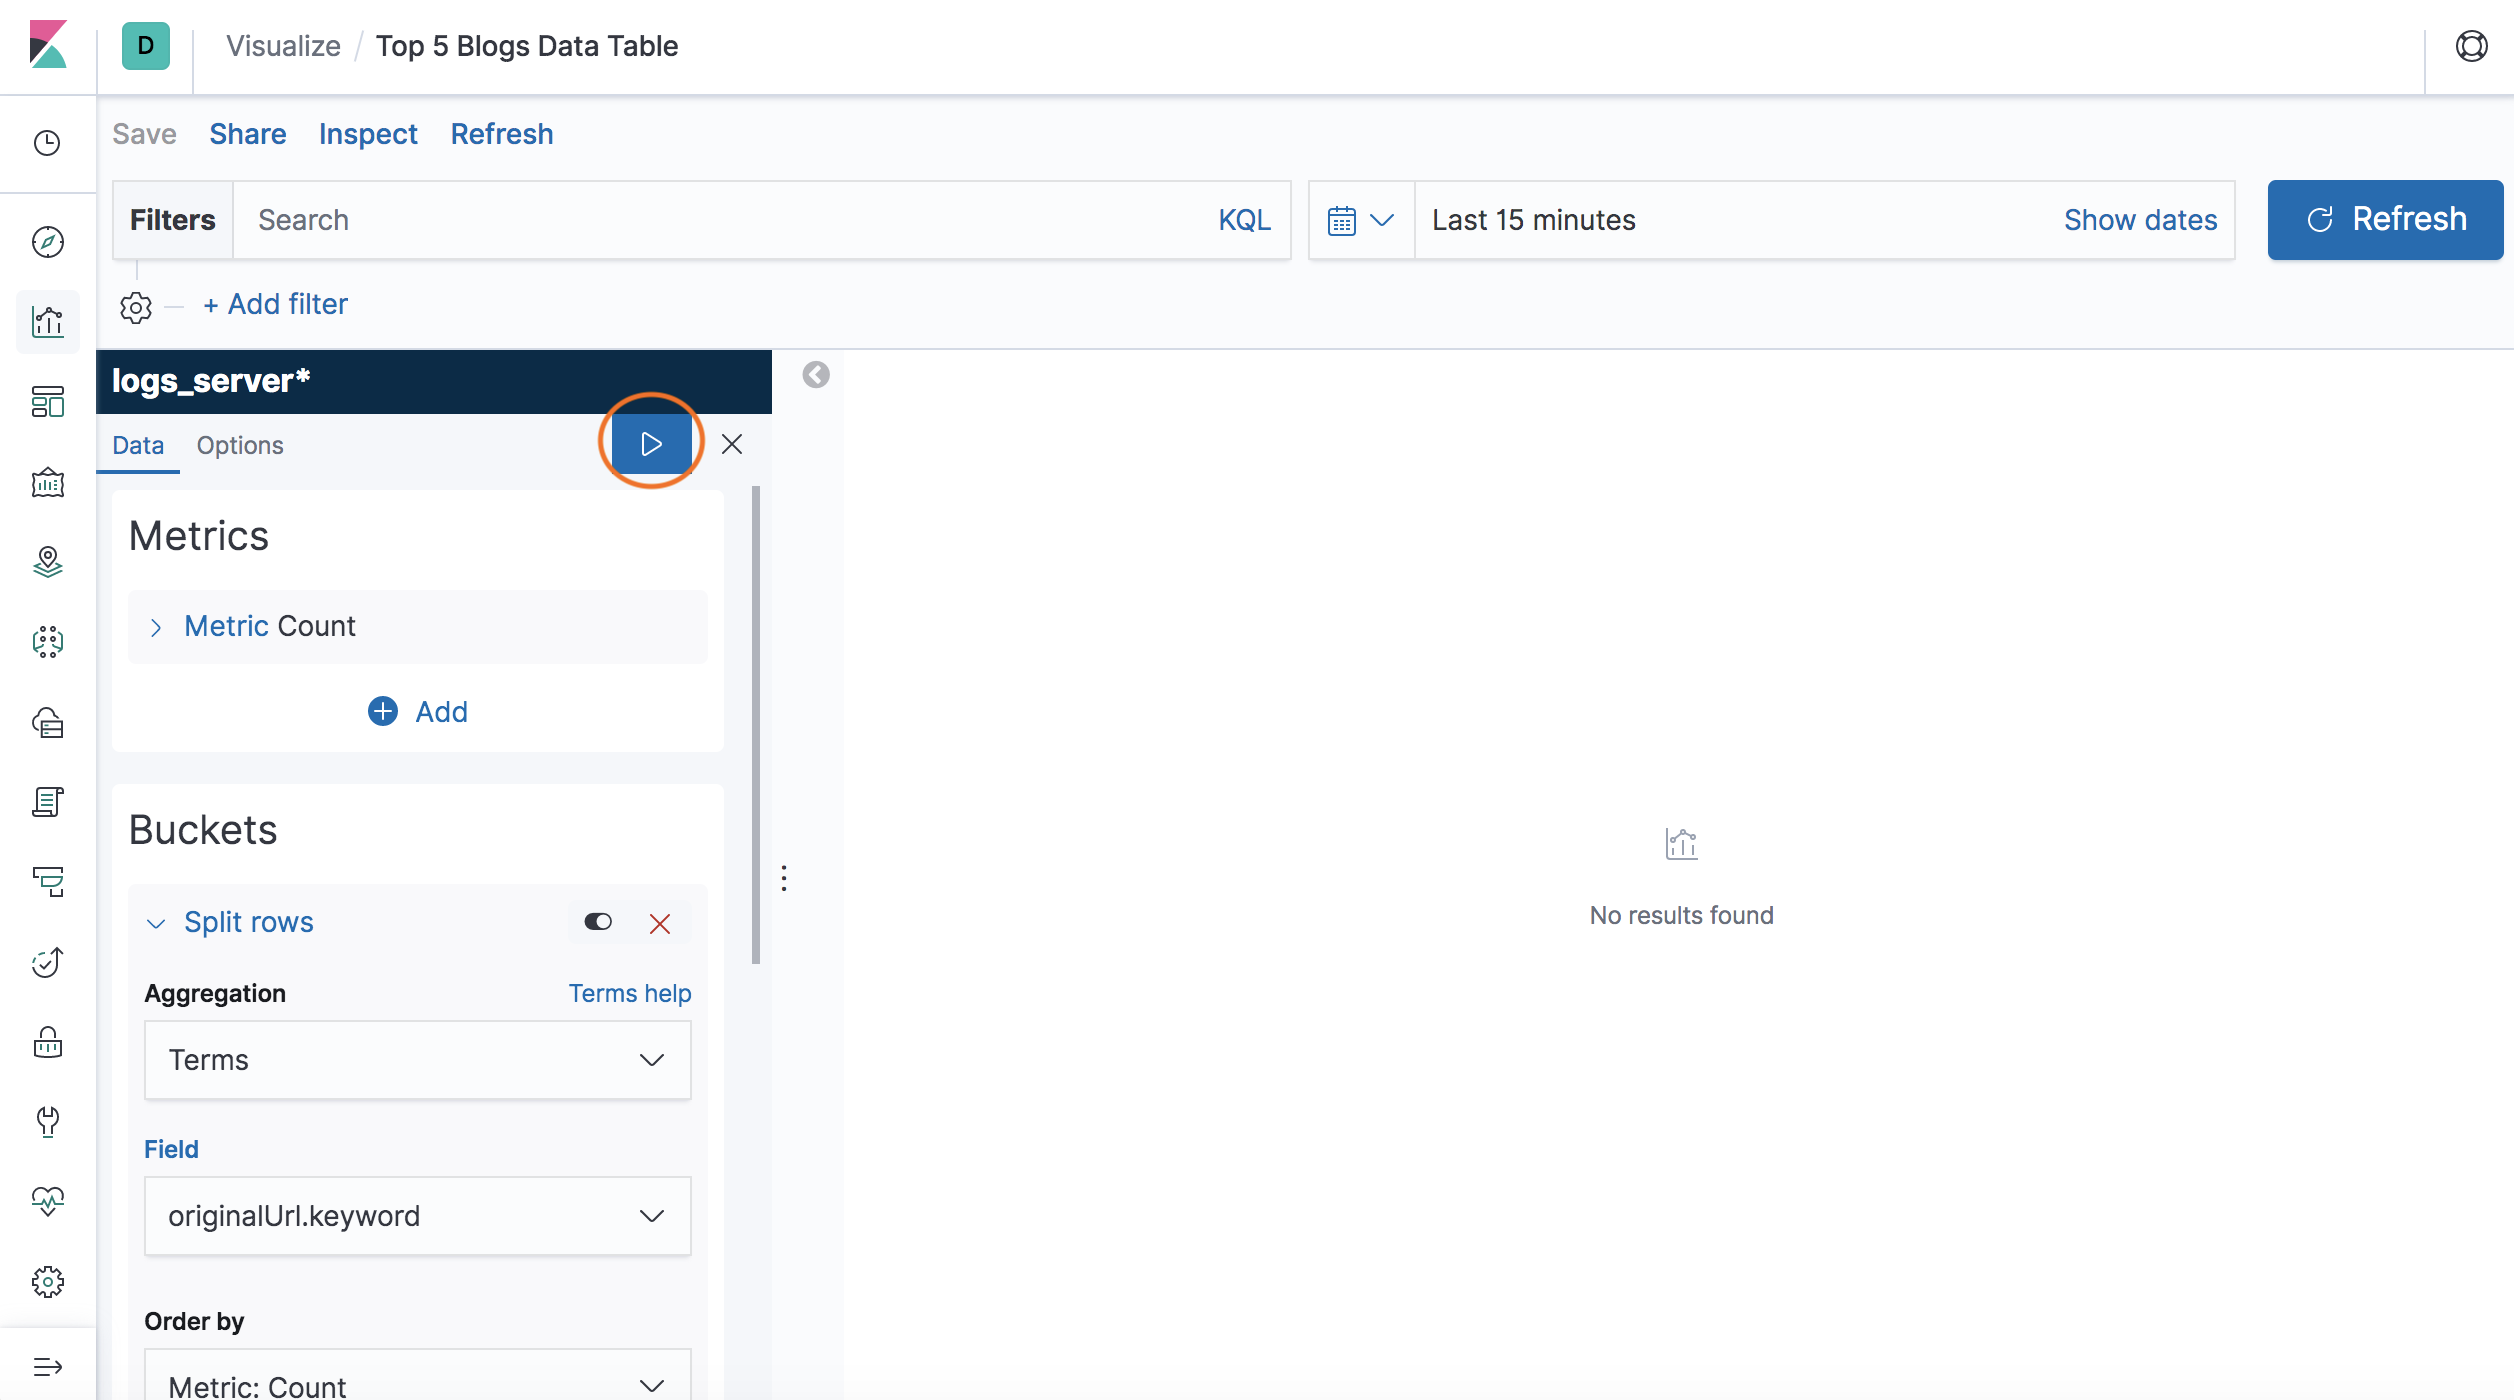 D
Visualize / Top 5 Blogs Data Table
Save Share Inspect Refresh
Filters Search KQL Last 15 minutes Show dates Refresh
+ Add filter
logs_server*
Data Options
Metrics
Metric Count
Add
Buckets
Split rows
Aggregation Terms help
Terms
Field
originalUrl.keyword
Order by
Metric: Count
No results found